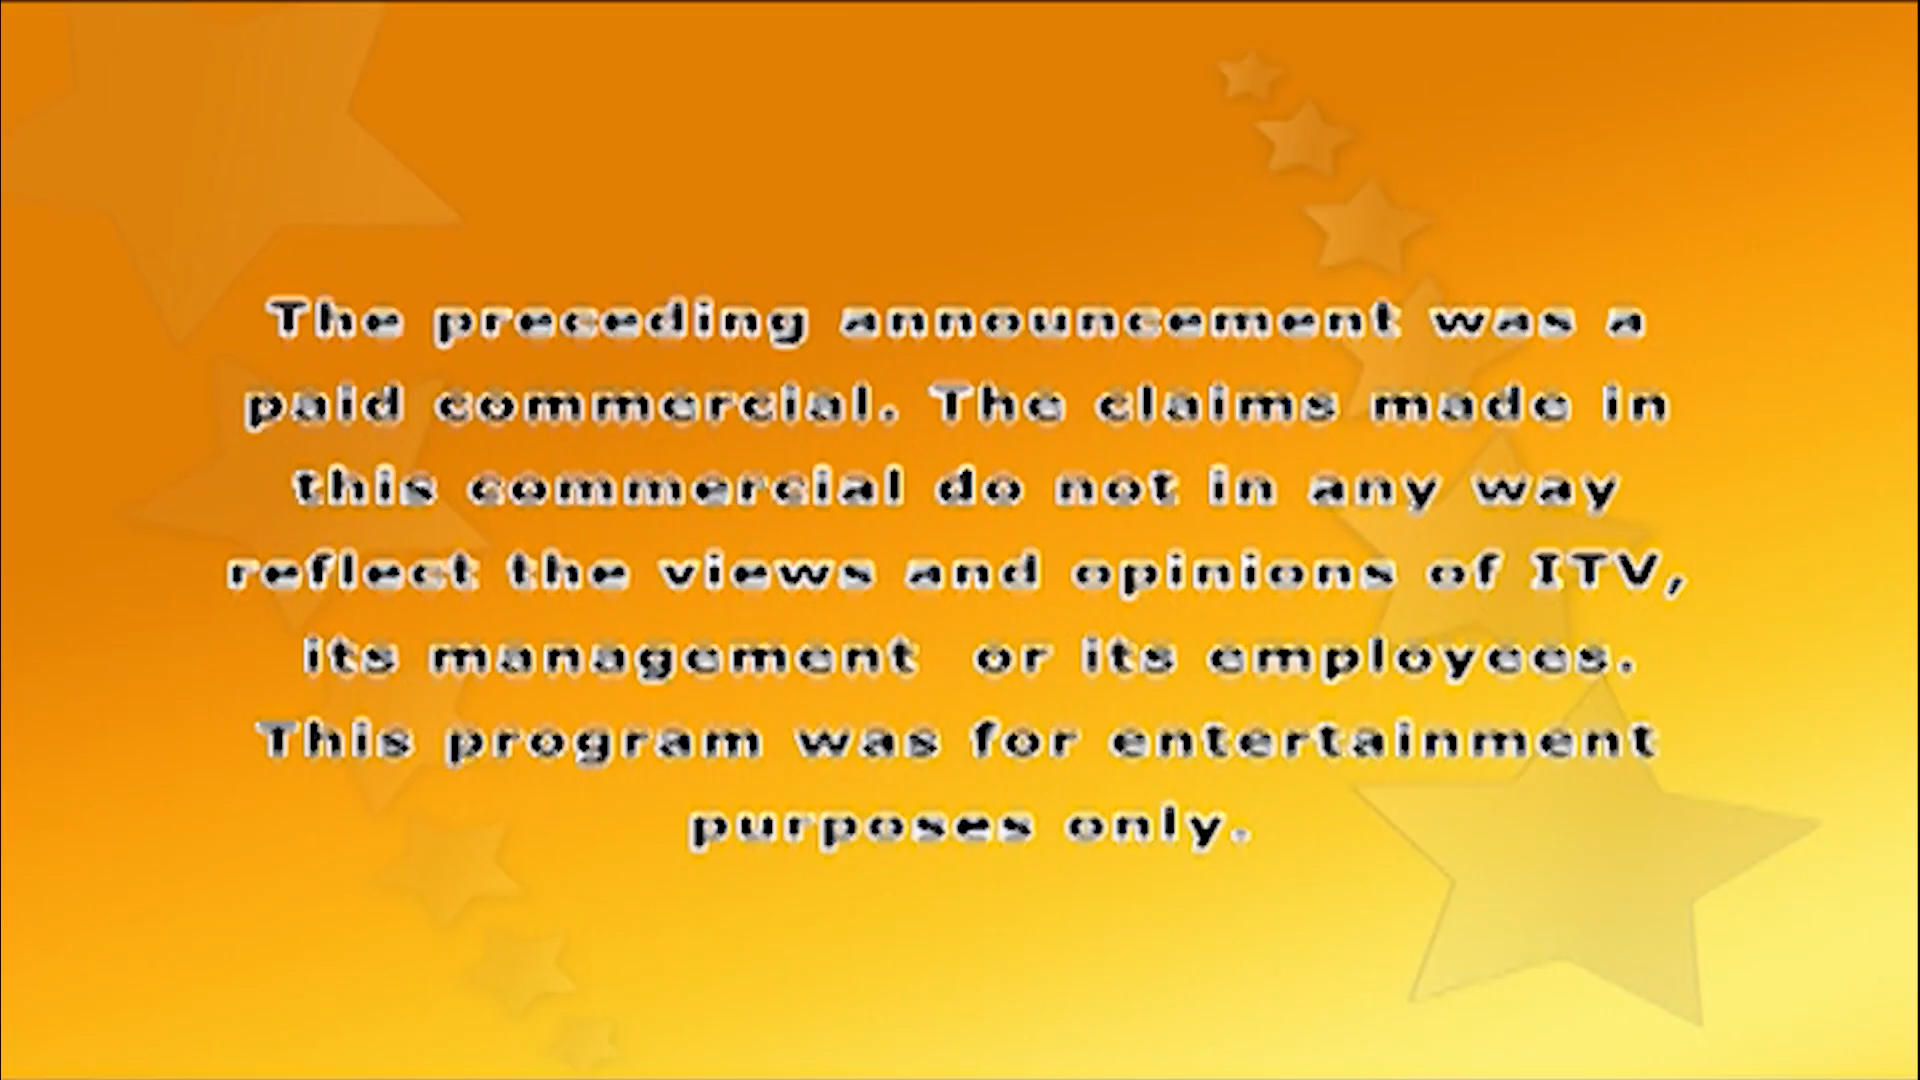 The preceding announcement was a
paid commercial. The claims made in
this commercial do not in any way
reflect the views and opinions of ITV,
its management  or its employees.
This program was for entertainment
purposes only.